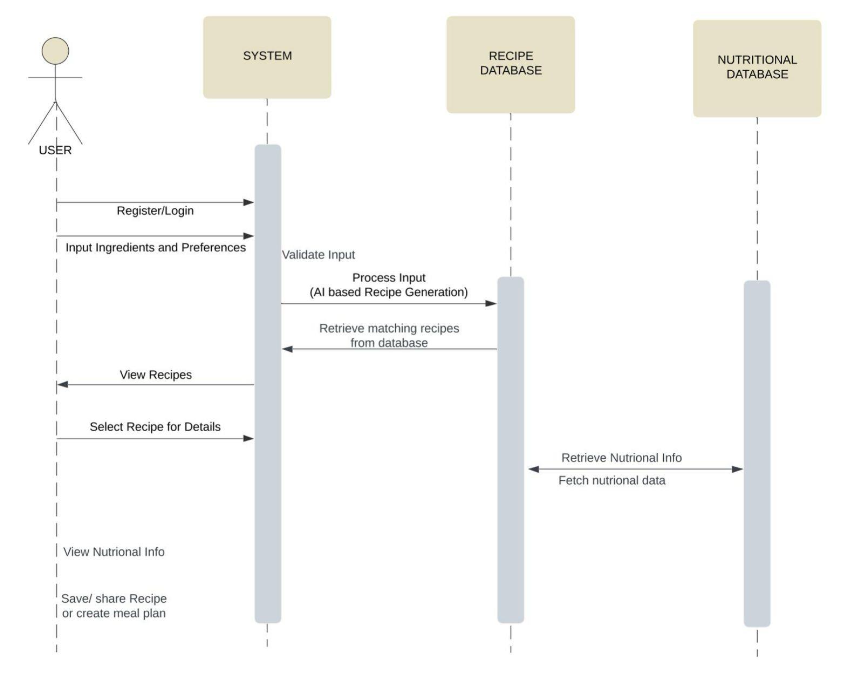 SYSTEM
RECIPE
DATABASE
NUTRITIONAL
DATABASE
USER
Register/Login
Input Ingredients and Preferences
Validate Input
Process Input
(AI based Recipe Generation)
Retrieve matching recipes
from database
View Recipes
Select Recipe for Details
Retrieve Nutrional Info
Fetch nutrional data
View Nutrional Info
Save/ share Recipe
or create meal plan